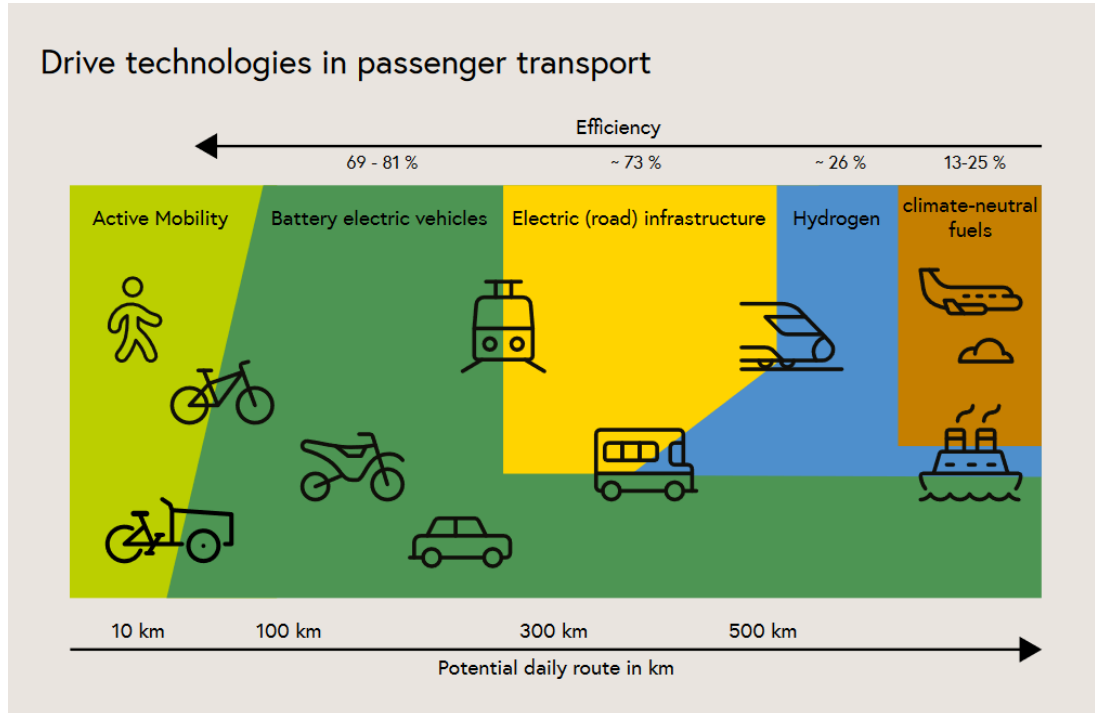 Drive technologies in passenger transport
Efficiency
69 - 81 %
~ 73 %
~ 26 %
13-25 %
Active Mobility
Battery electric vehicles
Electric (road) infrastructure
Hydrogen
climate-neutral
fuels
10 km
100 km
300 km
500 km
Potential daily route in km